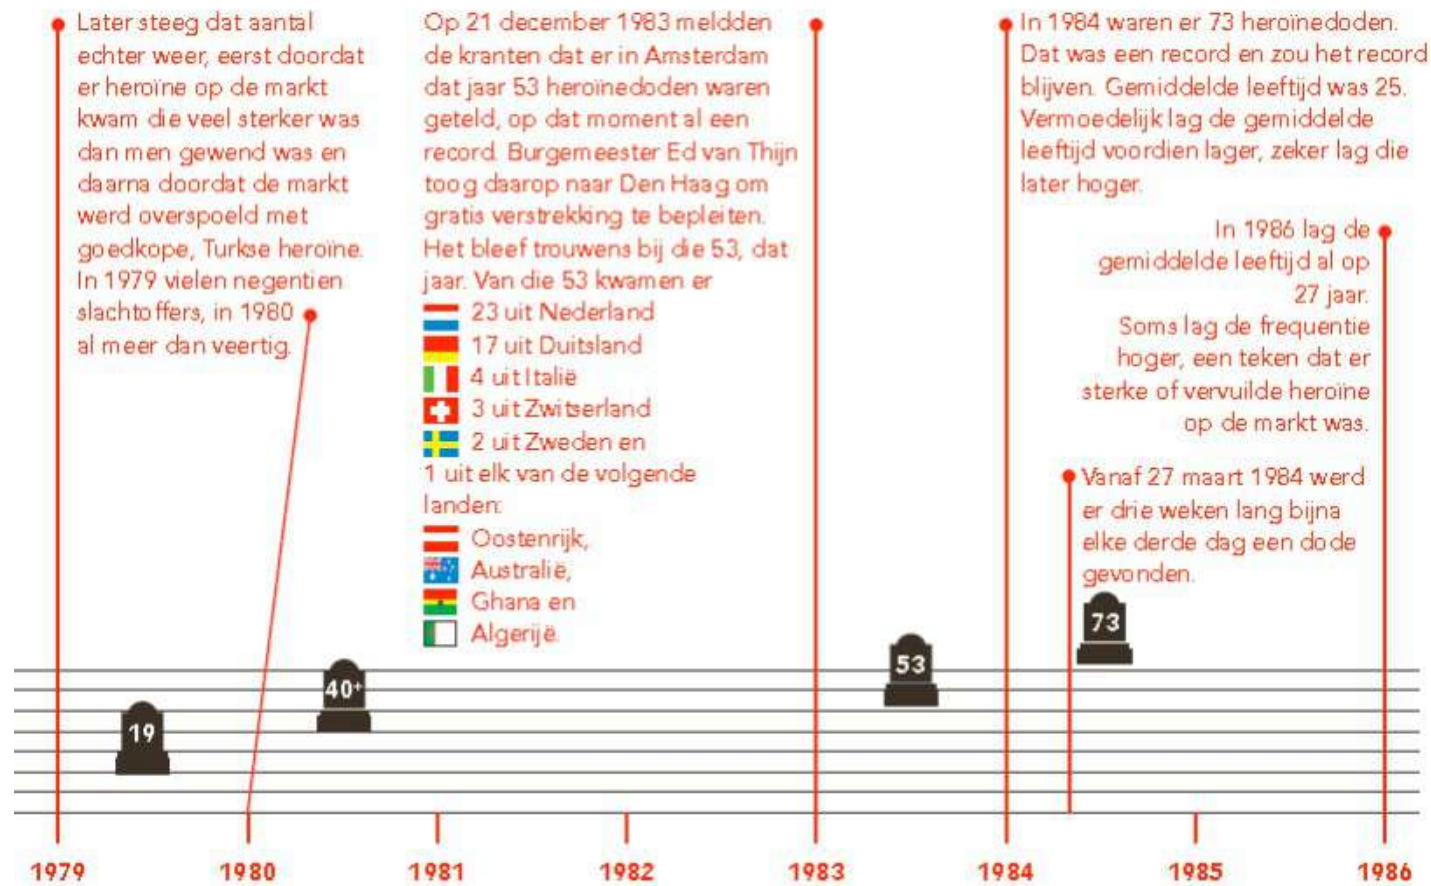 Later steeg dat aantal
echter weer, eerst doordat
er heroïne op de markt
kwam die veel sterker was
dan men gewend was en
daarna doordat de markt
werd overspoeld met
goedkope, Turkse heroïne.
In 1979 vielen negentien
slachtoffers, in 1980
al meer dan veertig.
Op 21 december 1983 meldden
de kranten dat er in Amsterdam
dat jaar 53 heroïnedoden waren
geteld, op dat moment al een
record. Burgemeester Ed van Thijn
toog daarop naar Den Haag om
gratis verstrekking te bepleiten.
Het bleef trouwens bij die 53, dat
jaar. Van die 53 kwamen er
23 uit Nederland
17 uit Duitsland
4 uit Italië
3 uit Zwitserland
2 uit Zweden en
1 uit elk van de volgende
landen:
Oostenrijk,
Australië,
Ghana en
Algerijë.
In 1984 waren er 73 heroïnedoden.
Dat was een record en zou het record
blijven. Gemiddelde leeftijd was 25.
Vermoedelijk lag de gemiddelde
leeftijd voordien lager, zeker lag die
later hoger.
In 1986 lag de
gemiddelde leeftijd al op
27 jaar.
Soms lag de frequentie
hoger, een teken dat er
sterke of vervuilde heroïne
op de markt was.
Vanaf 27 maart 1984 werd
er drie weken lang bijna
elke derde dag een dode
gevonden.
19
40+
53
73
1979 1980 1981 1982 1983 1984 1985 1986